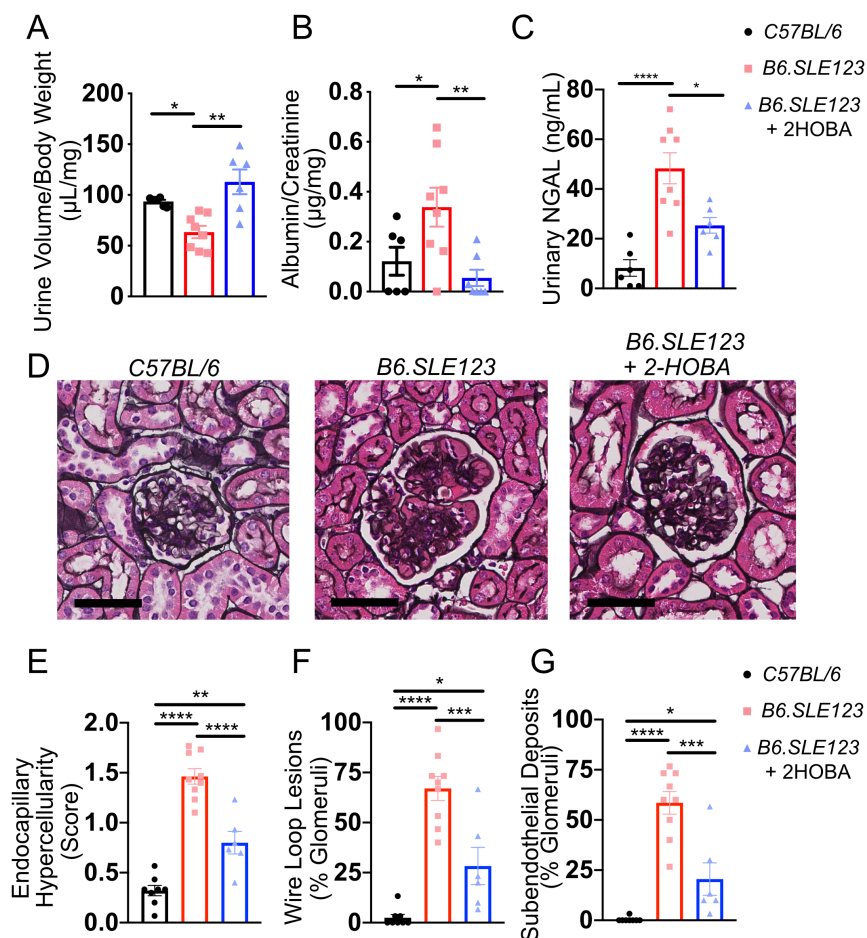 A
B
C
C57BL/6
B6.SLE123
B6.SLE123
+ 2HOBA
Urine Volume/Body Weight
(µL/mg)
200
150
100
50
0
*
**
Albumin/Creatinine
(µg/mg)
0.8
0.6
0.4
0.2
0.0
*
**
Urinary NGAL (ng/mL)
80
60
40
20
0
****
*
D
C57BL/6
B6.SLE123
B6.SLE123
+ 2-HOBA
E
F
G
C57BL/6
B6.SLE123
B6.SLE123
+ 2HOBA
Endocapillary
Hypercellularity
(Score)
2.0
1.5
1.0
0.5
0.0
**
****
****
Wire Loop Lesions
(% Glomeruli)
100
75
50
25
0
*
****
***
Subendothelial Deposits
(% Glomeruli)
100
50
25
0
*
****
***